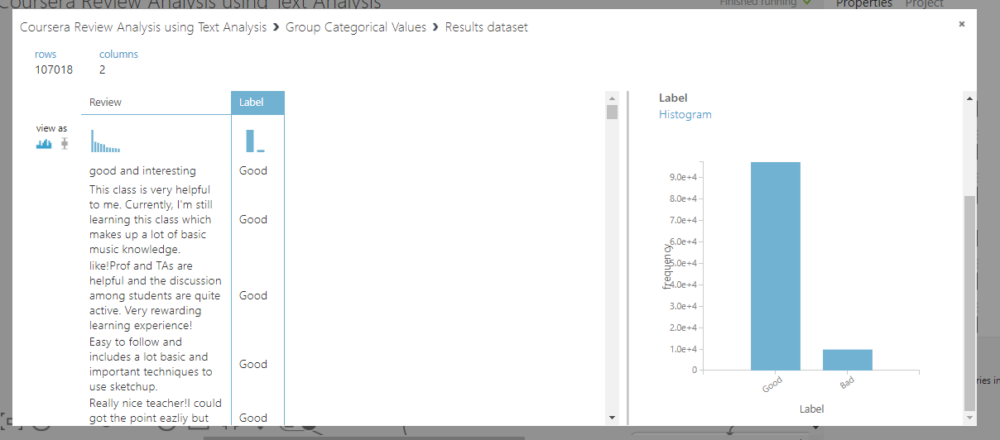 Coursera Review Analysis using Text Analysis
Finished running
Properties Project
Coursera Review Analysis using Text Analysis › Group Categorical Values › Results dataset
×
rows columns
107018 2
Review Label
view as
good and interesting Good
This class is very helpful
to me. Currently, I'm still
learning this class which Good
makes up a lot of basic
music knowledge.
like!Prof and TAs are
helpful and the discussion
among students are quite Good
active. Very rewarding
learning experience!
Easy to follow and
includes a lot basic and Good
important techniques to
use sketchup.
Really nice teacher!I could
got the point eazliy but Good
Label
Histogram
frequency
9.0e+4
8.0e+4
7.0e+4
6.0e+4
5.0e+4
4.0e+4
3.0e+4
2.0e+4
1.0e+4
0
Good Bad
Label
ries in